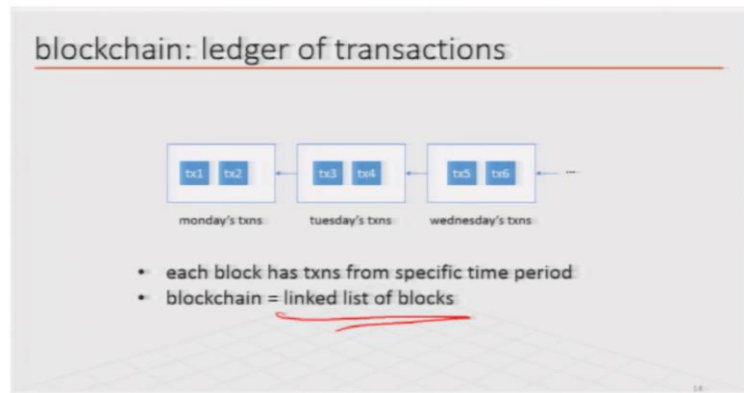 blockchain: ledger of transactions
tx1 tx2 tx3 tx4 tx5 tx6 ...
monday's txns tuesday's txns wednesday's txns
• each block has txns from specific time period
• blockchain = linked list of blocks